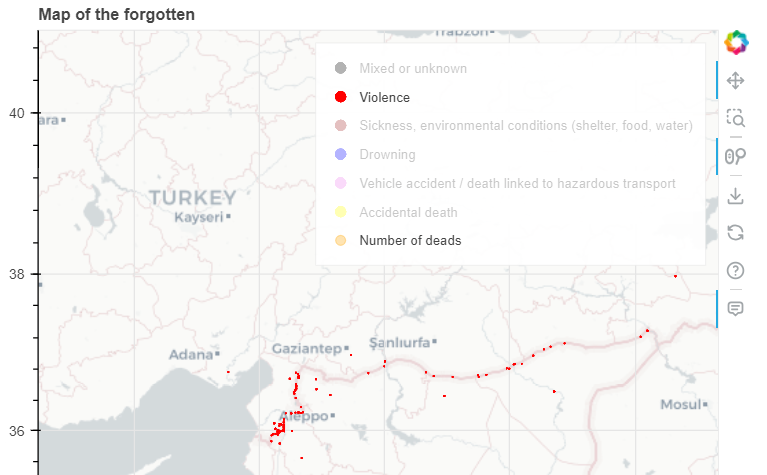 Map of the forgotten
Trabzon
Mixed or unknown
Violence
Sickness, environmental conditions (shelter, food, water)
Drowning
Vehicle accident / death linked to hazardous transport
Accidental death
Number of deads
40
ara
TURKEY
Kayseri
38
Adana
Gaziantep
Şanlıurfa
Aleppo
Mosul
36